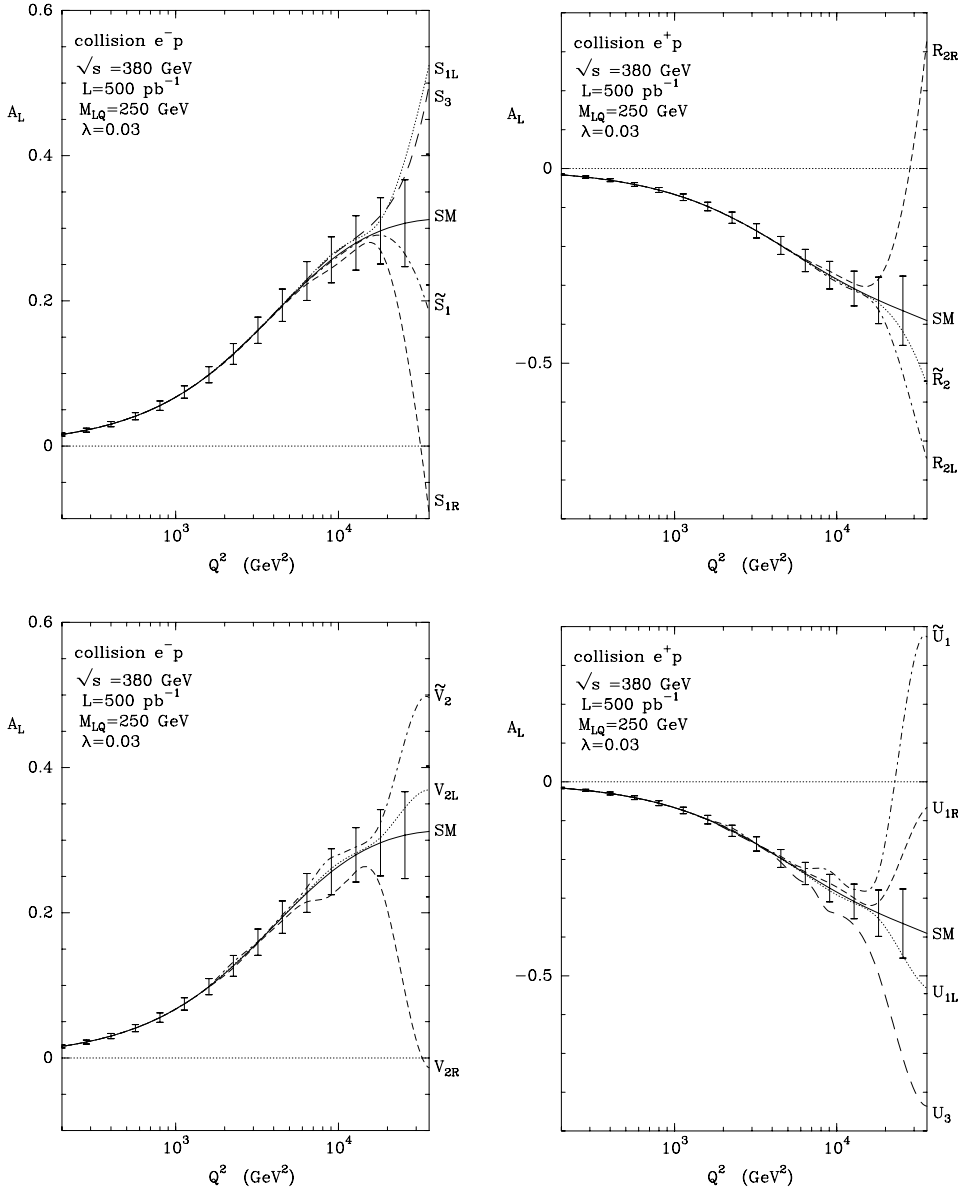 0.6
collision e⁻p
√s =380 GeV
L=500 pb⁻¹
M_LQ=250 GeV
λ=0.03
A_L
0.4
0.2
0
S_1L
S_3
SM
S̃_1
S_1R
10³
10⁴
Q² (GeV²)
collision e⁺p
√s =380 GeV
L=500 pb⁻¹
M_LQ=250 GeV
λ=0.03
A_L
0
−0.5
R_2R
SM
R̃_2
R_2L
10³
10⁴
Q² (GeV²)
0.6
collision e⁻p
√s =380 GeV
L=500 pb⁻¹
M_LQ=250 GeV
λ=0.03
A_L
0.4
0.2
0
Ṽ_2
V_2L
SM
V_2R
10³
10⁴
Q² (GeV²)
collision e⁺p
√s =380 GeV
L=500 pb⁻¹
M_LQ=250 GeV
λ=0.03
A_L
0
−0.5
Ũ_1
U_1R
SM
U_1L
U_3
10³
10⁴
Q² (GeV²)